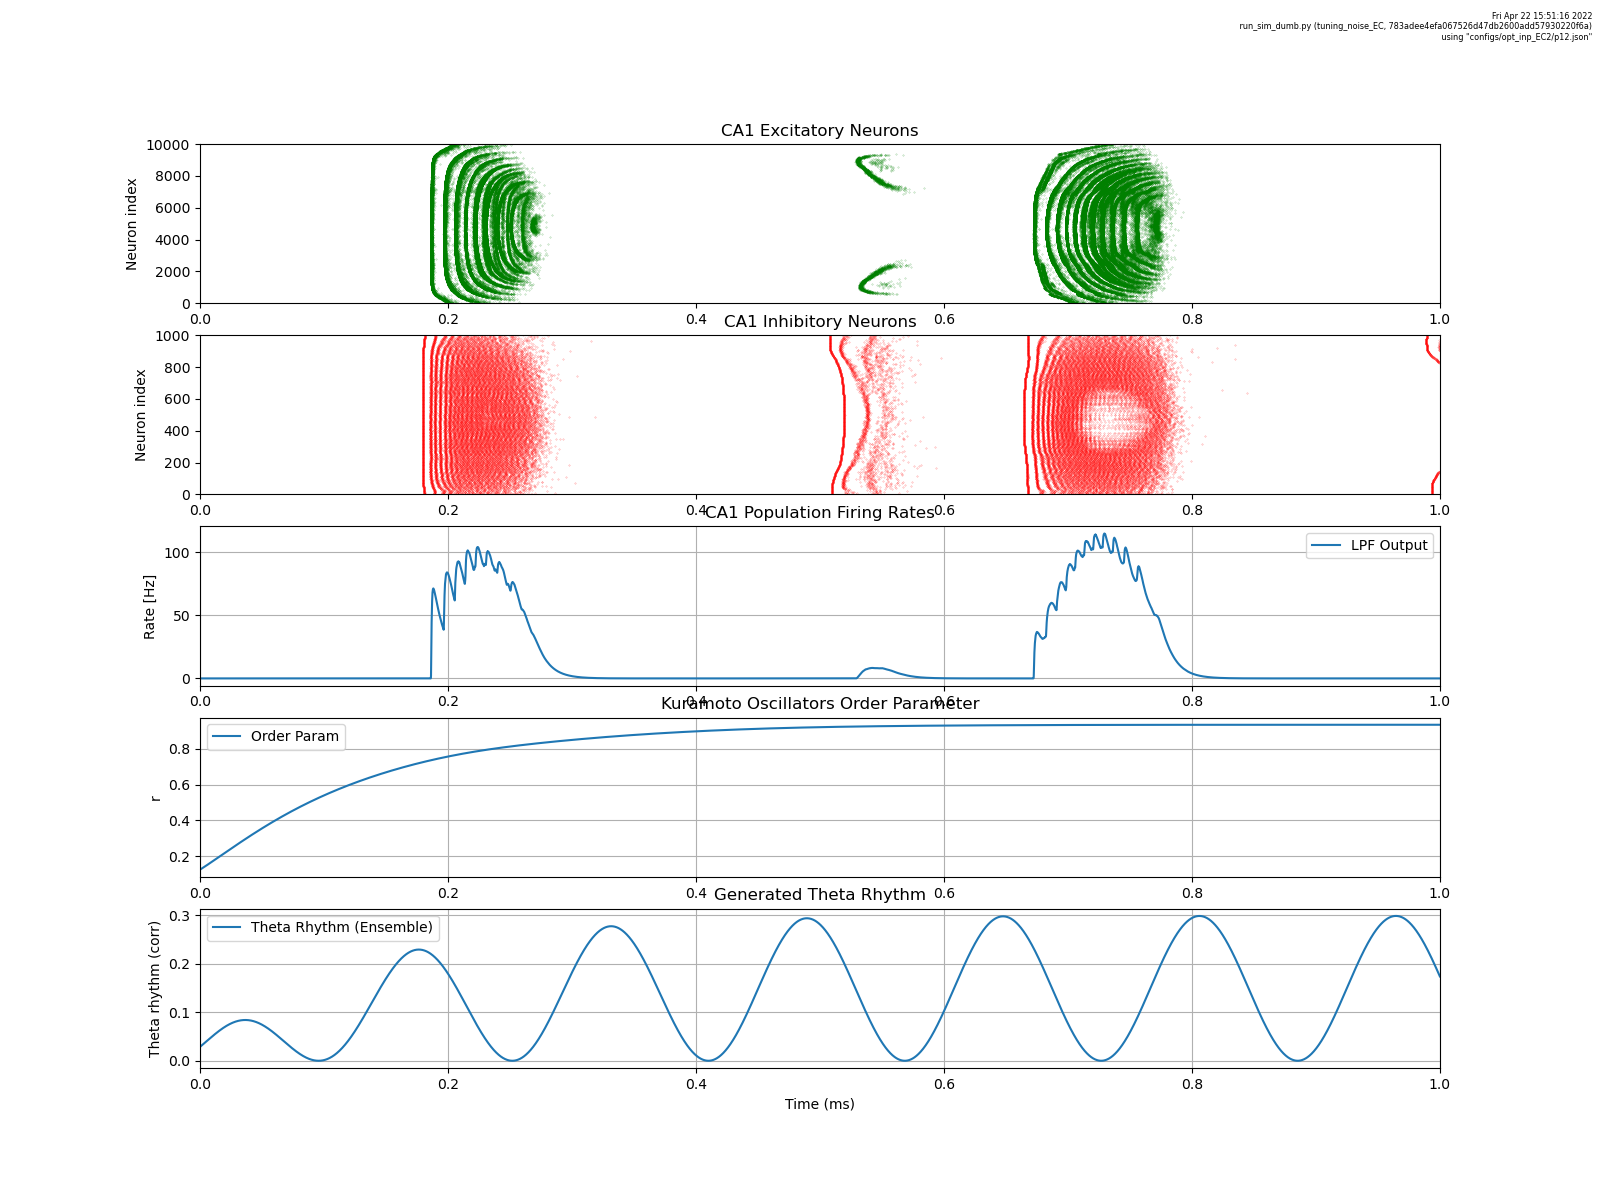 Fri Apr 22 15:51:16 2022
run_sim_dumb.py (tuning_noise_EC, 783adee4efa067526d47db2600add57930220f6a)
using "configs/opt_inp_EC2/p12.json"
CA1 Excitatory Neurons
Neuron index
10000
8000
6000
4000
2000
0
0.0 0.2 0.4 0.6 0.8 1.0
CA1 Inhibitory Neurons
Neuron index
1000
800
600
400
200
0
0.0 0.2 0.4 0.6 0.8 1.0
CA1 Population Firing Rates
Rate [Hz]
100
50
0
LPF Output
0.0 0.2 0.4 0.6 0.8 1.0
Kuramoto Oscillators Order Parameter
r
0.8
0.6
0.4
0.2
Order Param
0.0 0.2 0.4 0.6 0.8 1.0
Generated Theta Rhythm
Theta rhythm (corr)
0.3
0.2
0.1
0.0
Theta Rhythm (Ensemble)
0.0 0.2 0.4 0.6 0.8 1.0
Time (ms)